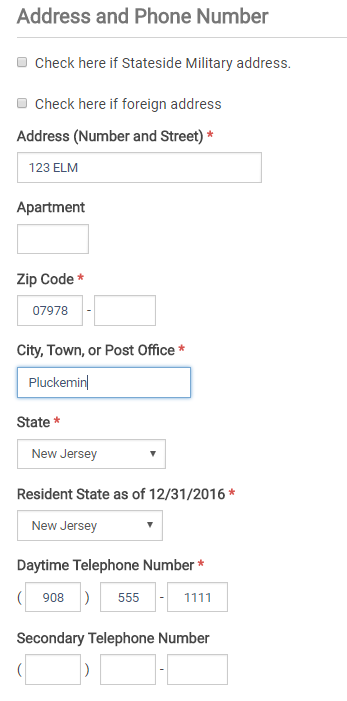 Address and Phone Number
Check here if Stateside Military address.
Check here if foreign address
Address (Number and Street) *
123 ELM
Apartment
Zip Code *
07978 -
City, Town, or Post Office *
Pluckemin
State *
New Jersey
Resident State as of 12/31/2016 *
New Jersey
Daytime Telephone Number *
( 908 ) 555 - 1111
Secondary Telephone Number
( ) -